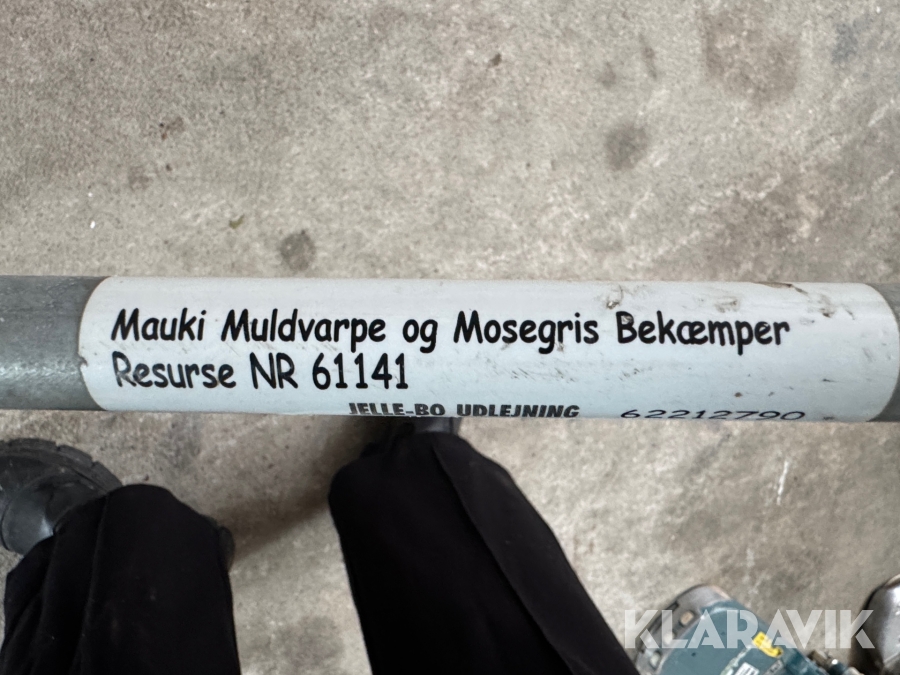 Mauki Muldvarpe og Mosegris Bekæmper
Resurse NR 61141
JELLE-BO UDLEJNING 62212790
KLARAVIK